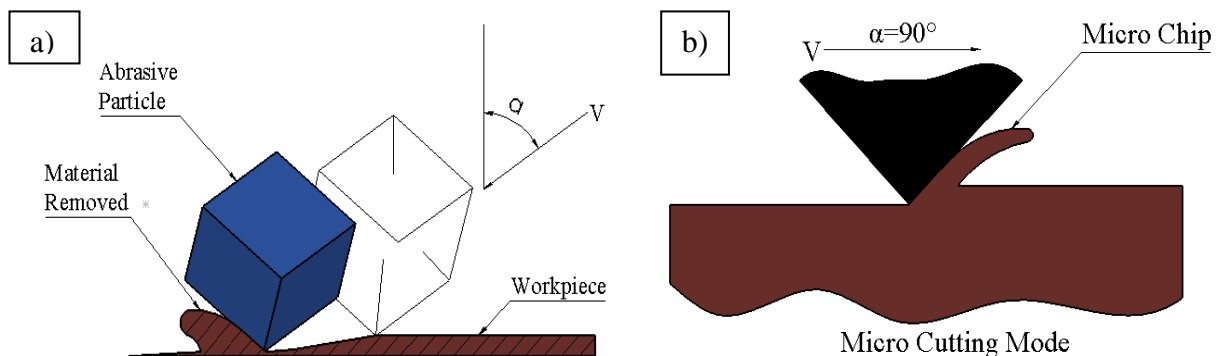 a)
Abrasive
Particle
α
V
Material
Removed
Workpiece
b)
V α=90°
Micro Chip
Micro Cutting Mode